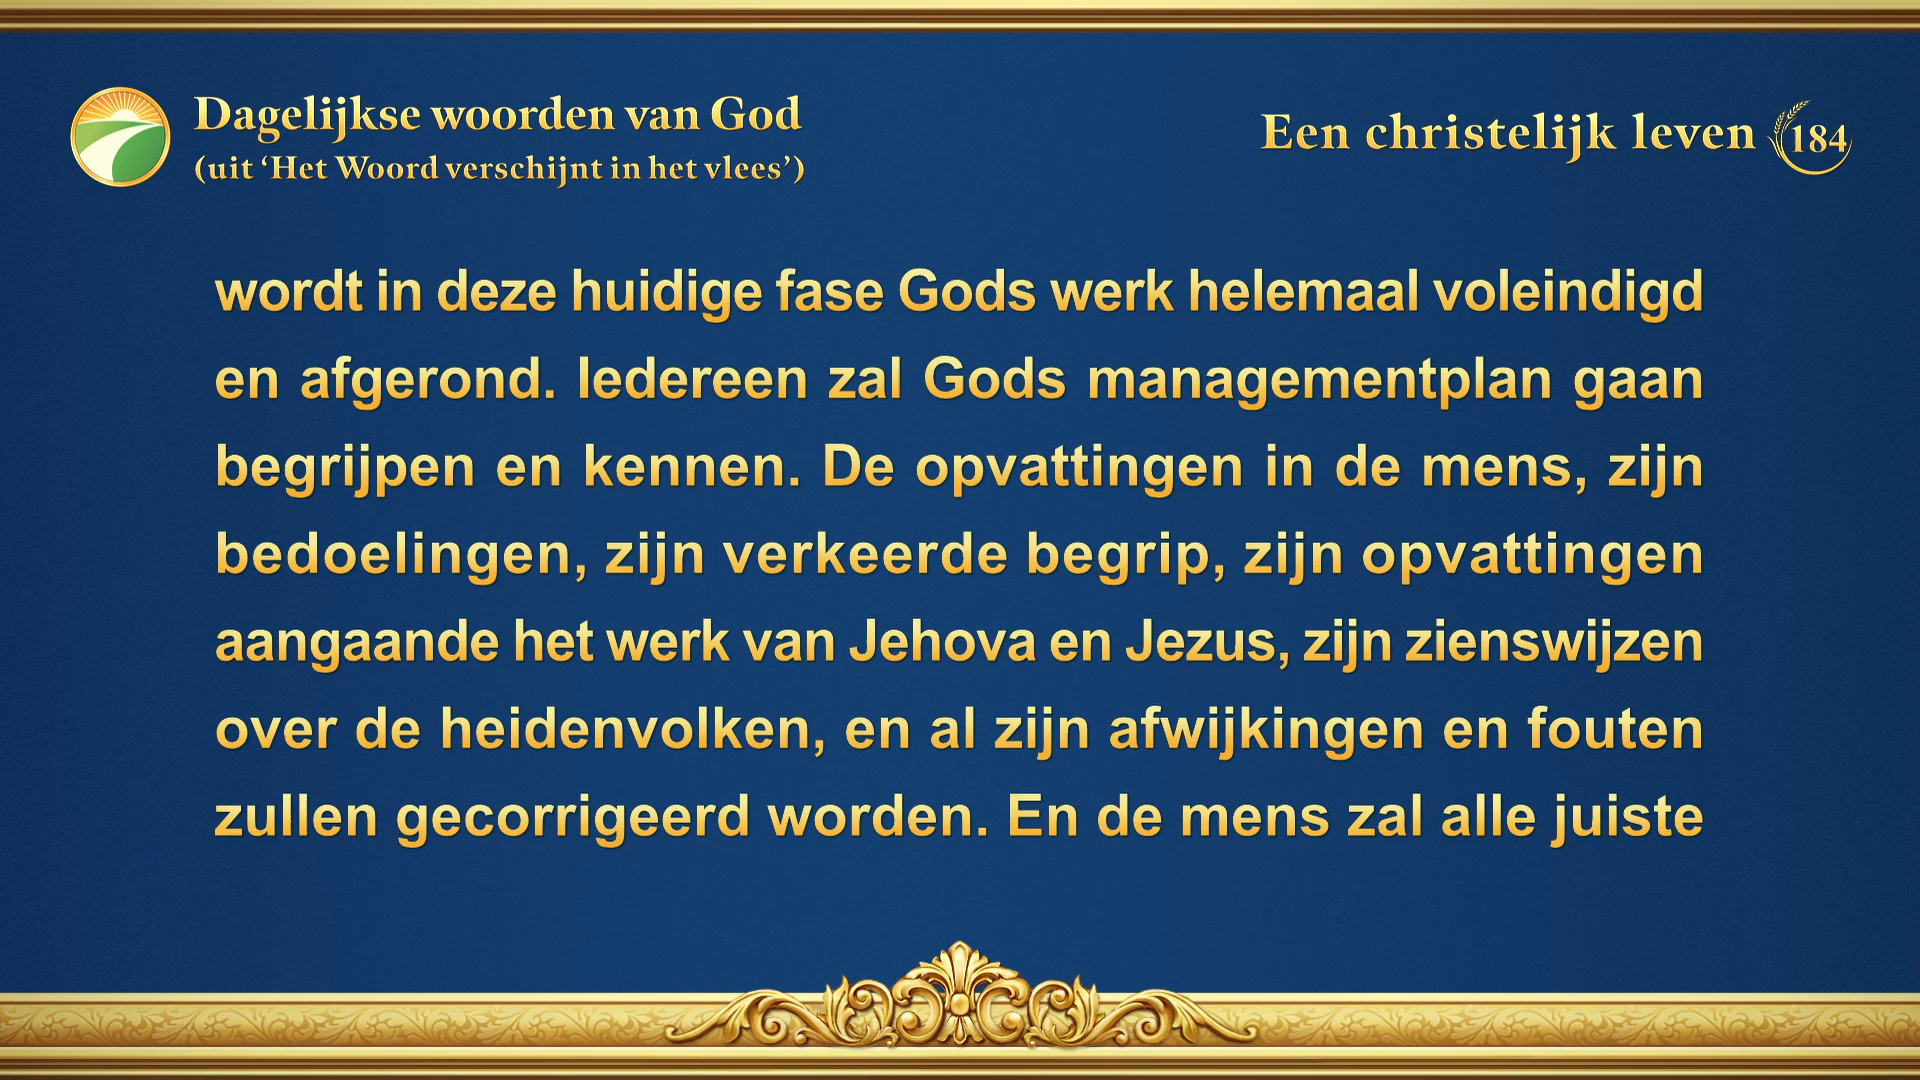 Dagelijkse woorden van God
(uit ‘Het Woord verschijnt in het vlees’)
Een christelijk leven 184
wordt in deze huidige fase Gods werk helemaal voleindigd
en afgerond. Iedereen zal Gods managementplan gaan
begrijpen en kennen. De opvattingen in de mens, zijn
bedoelingen, zijn verkeerde begrip, zijn opvattingen
aangaande het werk van Jehova en Jezus, zijn zienswijzen
over de heidenvolken, en al zijn afwijkingen en fouten
zullen gecorrigeerd worden. En de mens zal alle juiste